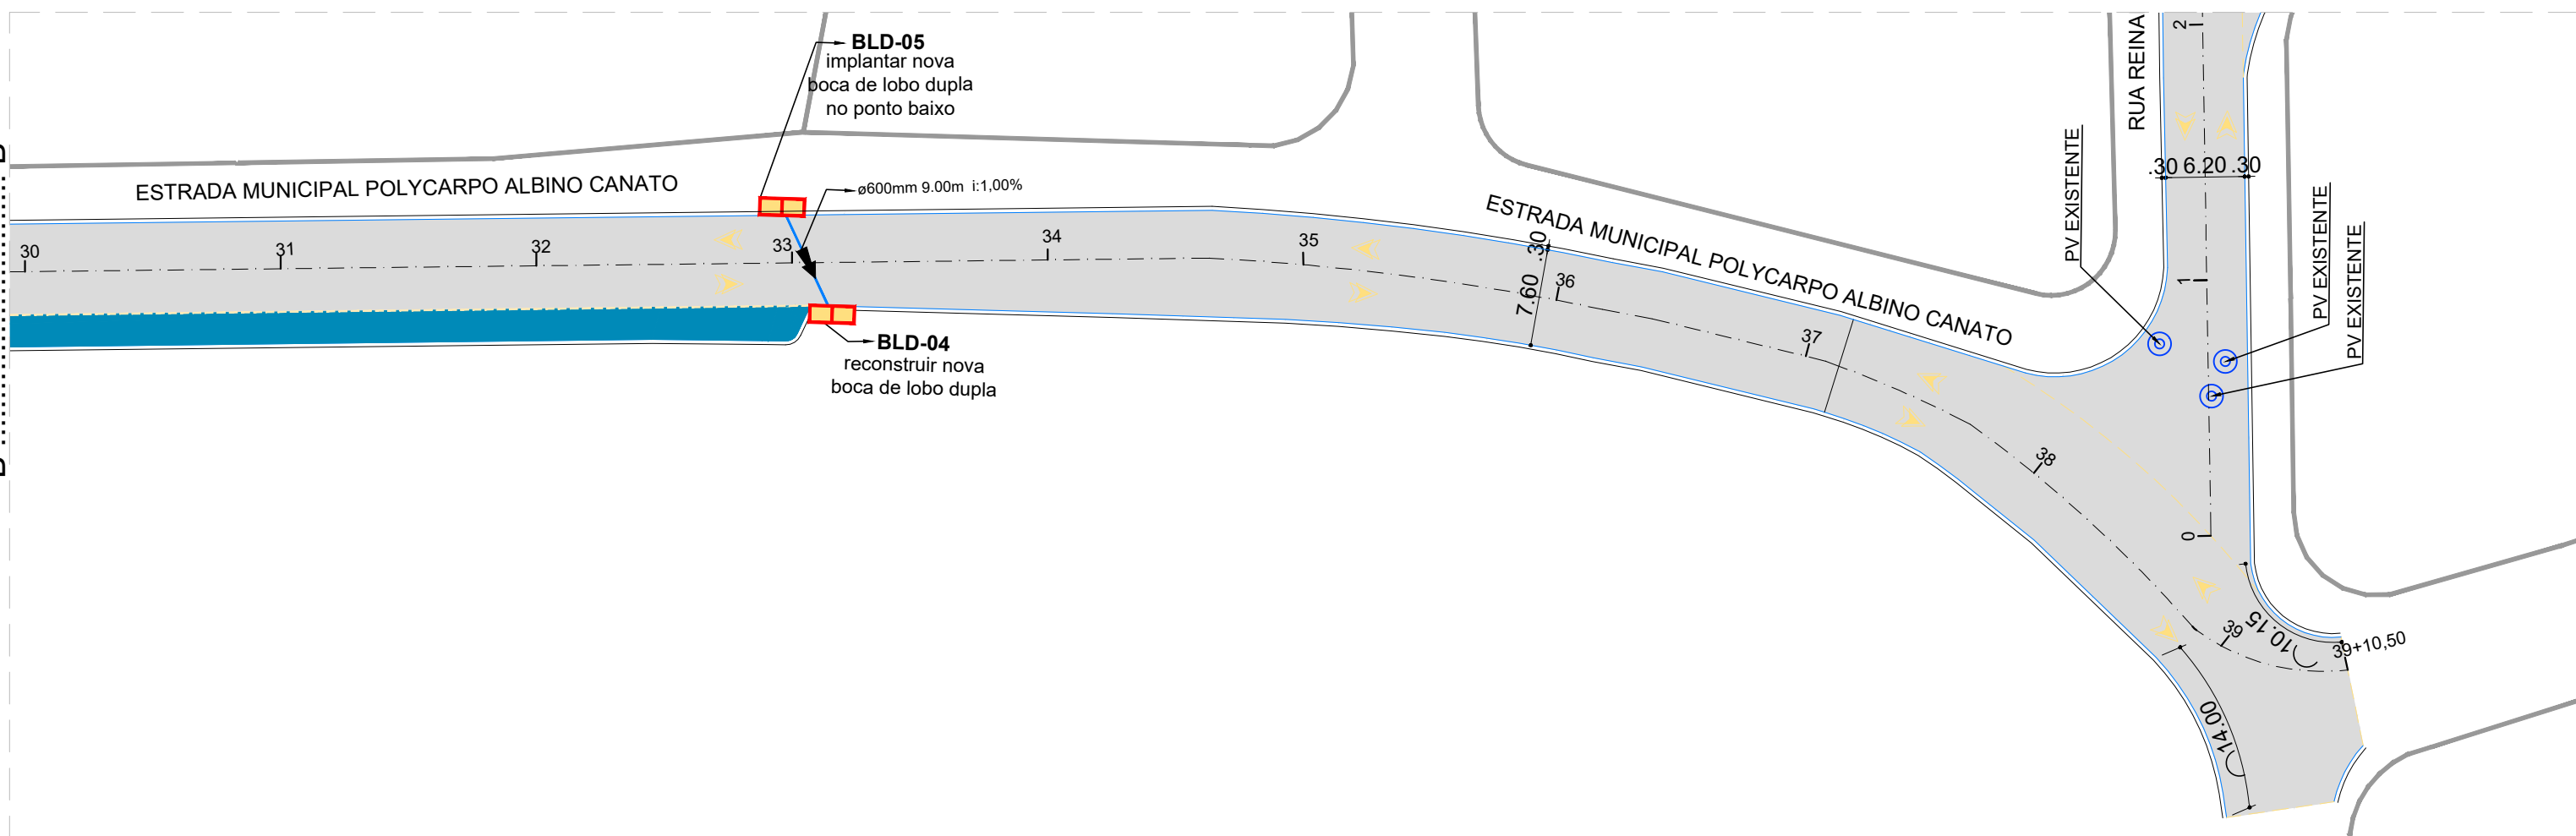 BLD-05
implantar nova
boca de lobo dupla
no ponto baixo
ESTRADA MUNICIPAL POLYCARPO ALBINO CANATO
ø600mm 9.00m i:1,00%
30
31
32
33
34
35
36
37
38
39
39+10,50
BLD-04
reconstruir nova
boca de lobo dupla
.30
7.60
ESTRADA MUNICIPAL POLYCARPO ALBINO CANATO
RUA REINA
2
1
0
.30 6.20 .30
PV EXISTENTE
PV EXISTENTE
PV EXISTENTE
10.15
14.00